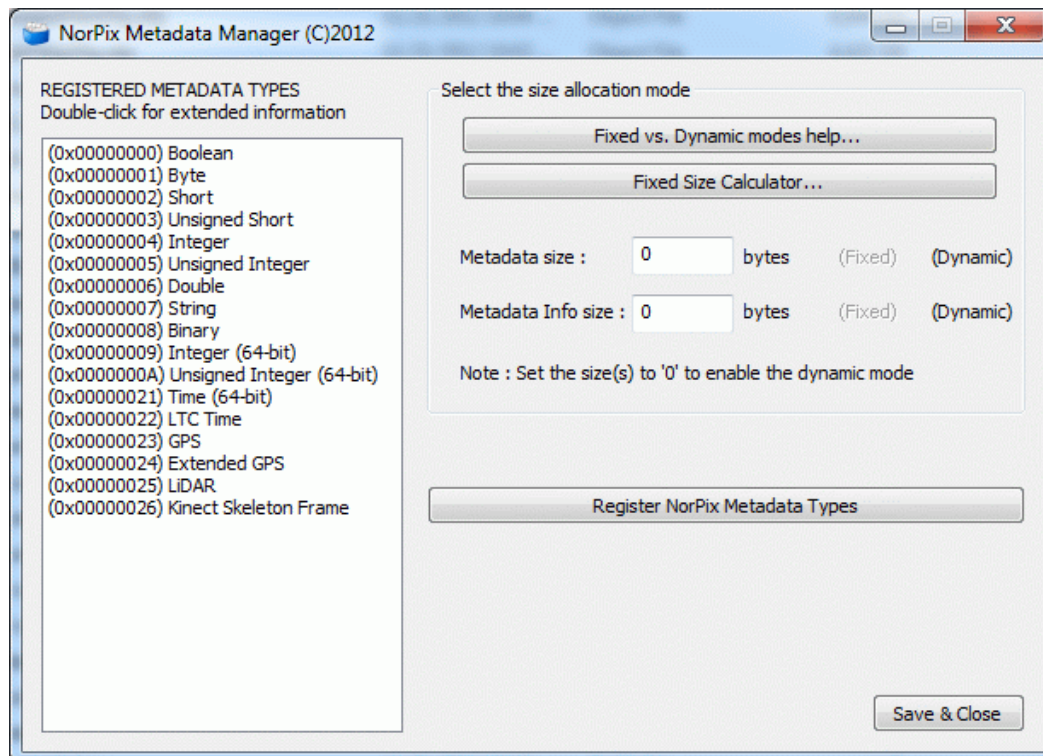 NorPix Metadata Manager (C)2012
REGISTERED METADATA TYPES
Double-click for extended information
(0x00000000) Boolean
(0x00000001) Byte
(0x00000002) Short
(0x00000003) Unsigned Short
(0x00000004) Integer
(0x00000005) Unsigned Integer
(0x00000006) Double
(0x00000007) String
(0x00000008) Binary
(0x00000009) Integer (64-bit)
(0x0000000A) Unsigned Integer (64-bit)
(0x00000021) Time (64-bit)
(0x00000022) LTC Time
(0x00000023) GPS
(0x00000024) Extended GPS
(0x00000025) LiDAR
(0x00000026) Kinect Skeleton Frame
Select the size allocation mode
Fixed vs. Dynamic modes help...
Fixed Size Calculator...
Metadata size : 0 bytes (Fixed) (Dynamic)
Metadata Info size : 0 bytes (Fixed) (Dynamic)
Note : Set the size(s) to '0' to enable the dynamic mode
Register NorPix Metadata Types
Save & Close